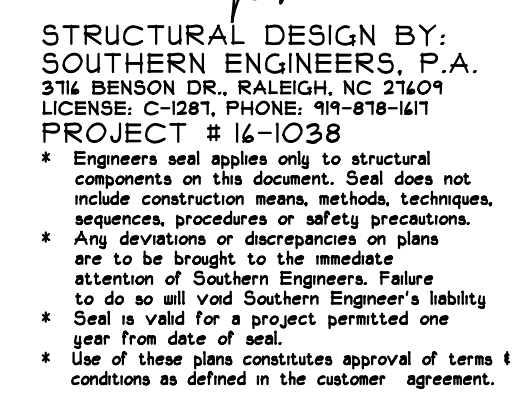 STRUCTURAL DESIGN BY:
SOUTHERN ENGINEERS, P.A.
3716 BENSON DR., RALEIGH, NC 27609
LICENSE: C-1287, PHONE: 919-878-1617
PROJECT # 16-1038
* Engineers seal applies only to structural
components on this document. Seal does not
include construction means, methods, techniques,
sequences, procedures or safety precautions.
* Any deviations or discrepancies on plans
are to be brought to the immediate
attention of Southern Engineers. Failure
to do so will void Southern Engineer's liability
* Seal is valid for a project permitted one
year from date of seal.
* Use of these plans constitutes approval of terms &
conditions as defined in the customer agreement.